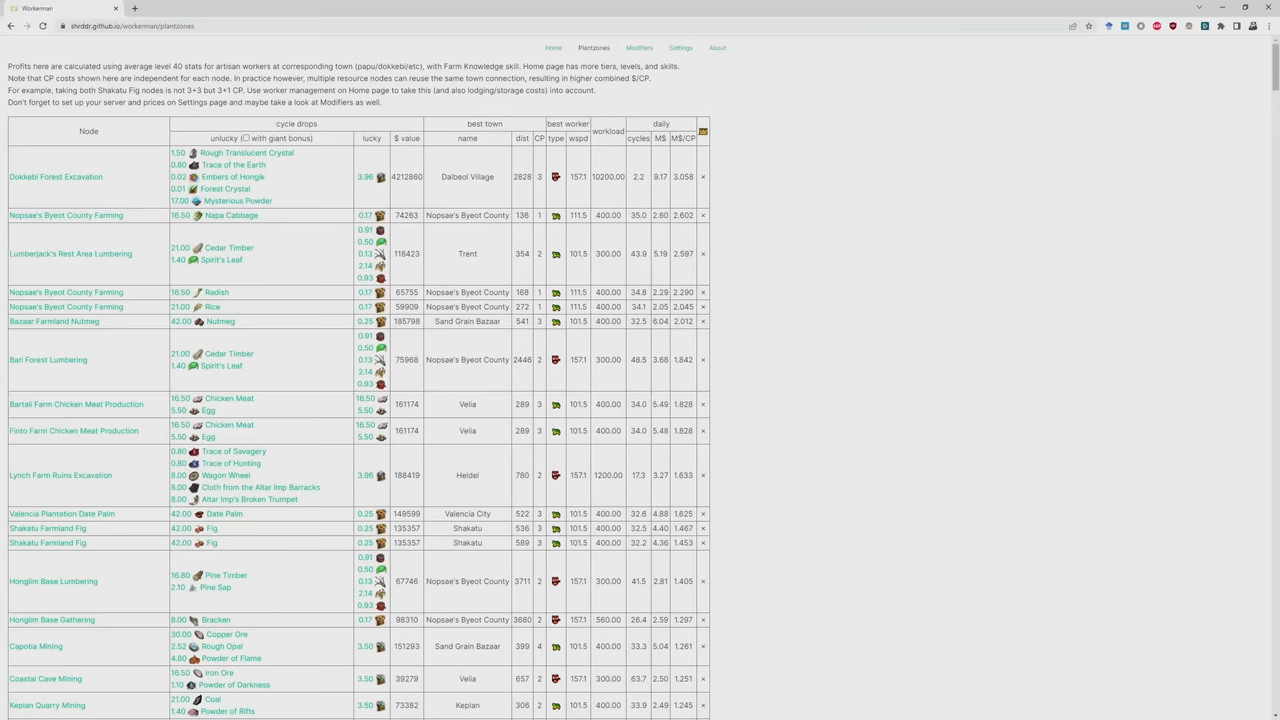 Workerman
shrddr.github.io/workerman/plantzones
Home Plantzones Modifiers Settings About
Profits here are calculated using average level 40 stats for artisan workers at corresponding town (papu/dokkebi/etc), with Farm Knowledge skill. Home page has more tiers, levels, and skills.
Note that CP costs shown here are independent for each node. In practice however, multiple resource nodes can reuse the same town connection, resulting in higher combined $/CP.
For example, taking both Shakatu Fig nodes is not 3+3 but 3+1 CP. Use worker management on Home page to take this (and also lodging/storage costs) into account.
Don't forget to set up your server and prices on Settings page and maybe take a look at Modifiers as well.
Node cycle drops best town best worker workload daily
unlucky ( with giant bonus) lucky $ value name dist CP type wspd cycles M$ M$/CP
1.50 Rough Translucent Crystal
0.80 Trace of the Earth
Dokkebi Forest Excavation 0.02 Embers of Hongik 3.96 4212860 Dalbeol Village 2828 3 157.1 10200.00 2.2 9.17 3.058 ×
0.01 Forest Crystal
17.00 Mysterious Powder
Nopsae's Byeot County Farming 16.50 Napa Cabbage 0.17 74263 Nopsae's Byeot County 136 1 111.5 400.00 35.0 2.60 2.602 ×
0.91
0.50
Lumberjack's Rest Area Lumbering 21.00 Cedar Timber 0.13 118423 Trent 354 2 101.5 300.00 43.9 5.19 2.597 ×
1.40 Spirit's Leaf 2.14
0.93
Nopsae's Byeot County Farming 16.50 Radish 0.17 65755 Nopsae's Byeot County 168 1 111.5 400.00 34.8 2.29 2.290 ×
Nopsae's Byeot County Farming 21.00 Rice 0.17 59909 Nopsae's Byeot County 272 1 111.5 400.00 34.1 2.05 2.045 ×
Bazaar Farmland Nutmeg 42.00 Nutmeg 0.25 185798 Sand Grain Bazaar 541 3 101.5 400.00 32.5 6.04 2.012 ×
0.91
0.50
Bari Forest Lumbering 21.00 Cedar Timber 0.13 75968 Nopsae's Byeot County 2446 2 157.1 300.00 48.5 3.68 1.842 ×
1.40 Spirit's Leaf 2.14
0.93
Bartali Farm Chicken Meat Production 16.50 Chicken Meat 16.50 161174 Velia 289 3 101.5 400.00 34.0 5.49 1.828 ×
5.50 Egg 5.50
Finto Farm Chicken Meat Production 16.50 Chicken Meat 16.50 161174 Velia 289 3 101.5 400.00 34.0 5.48 1.828 ×
5.50 Egg 5.50
0.80 Trace of Savagery
0.80 Trace of Hunting
Lynch Farm Ruins Excavation 8.00 Wagon Wheel 3.96 188419 Heidel 780 2 157.1 1200.00 17.3 3.27 1.633 ×
8.00 Cloth from the Altar Imp Barracks
8.00 Altar Imp's Broken Trumpet
Valencia Plantation Date Palm 42.00 Date Palm 0.25 149599 Valencia City 522 3 101.5 400.00 32.6 4.88 1.625 ×
Shakatu Farmland Fig 42.00 Fig 0.25 135357 Shakatu 536 3 101.5 400.00 32.5 4.40 1.467 ×
Shakatu Farmland Fig 42.00 Fig 0.25 135357 Shakatu 589 3 101.5 400.00 32.2 4.36 1.453 ×
0.91
0.50
Honglim Base Lumbering 16.80 Pine Timber 0.13 67746 Nopsae's Byeot County 3711 2 157.1 300.00 41.5 2.81 1.405 ×
2.10 Pine Sap 2.14
0.93
Honglim Base Gathering 8.00 Bracken 0.17 98310 Nopsae's Byeot County 3680 2 157.1 560.00 26.4 2.59 1.297 ×
30.00 Copper Ore
Capotia Mining 2.52 Rough Opal 3.50 151293 Sand Grain Bazaar 399 4 101.5 400.00 33.3 5.04 1.261 ×
4.80 Powder of Flame
Coastal Cave Mining 16.50 Iron Ore 3.50 39279 Velia 657 2 101.5 300.00 63.7 2.50 1.251 ×
1.10 Powder of Darkness
Keplan Quarry Mining 21.00 Coal 3.50 73382 Keplan 306 2 101.5 400.00 33.9 2.49 1.245 ×
1.40 Powder of Rifts